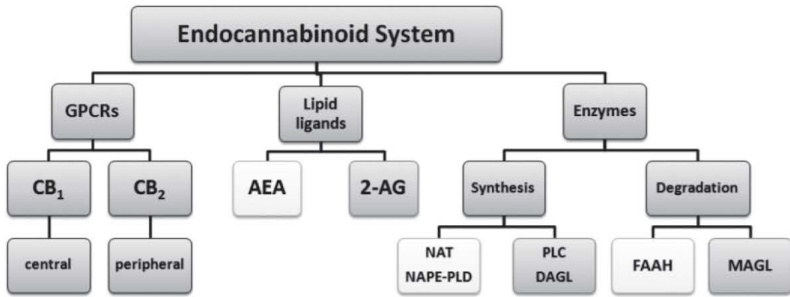 Endocannabinoid System
GPCRs
Lipid
ligands
Enzymes
CB₁
CB₂
AEA
2-AG
Synthesis
Degradation
central
peripheral
NAT
NAPE-PLD
PLC
DAGL
FAAH
MAGL